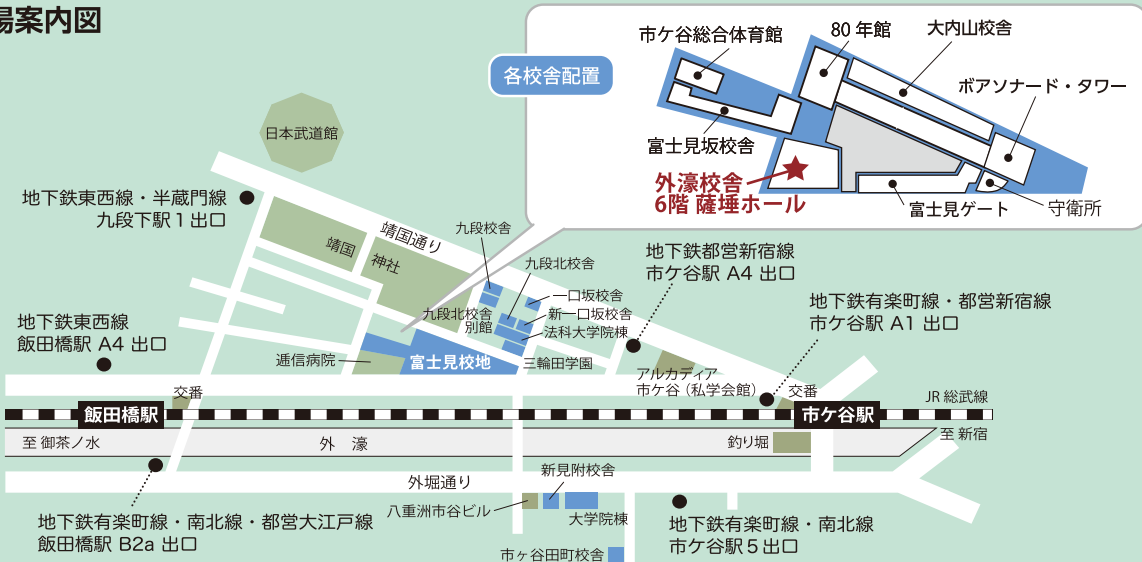 場案内図
各校舎配置
市ケ谷総合体育館
80 年館
大内山校舎
ボアソナード・タワー
富士見坂校舎
外濠校舎
6階 薩埵ホール
富士見ゲート
守衛所
日本武道館
地下鉄東西線・半蔵門線
九段下駅１出口
靖国
神社
靖国通り
九段校舎
九段北校舎
一口坂校舎
新一口坂校舎
法科大学院棟
九段北校舎
別館
三輪田学園
逓信病院
富士見校地
地下鉄都営新宿線
市ケ谷駅 A4 出口
地下鉄有楽町線・都営新宿線
市ケ谷駅 A1 出口
地下鉄東西線
飯田橋駅 A4 出口
アルカディア
市ケ谷（私学会館）
交番
交番
飯田橋駅
市ケ谷駅
JR 総武線
至 御茶ノ水
外　濠
釣り堀
至 新宿
外堀通り
新見附校舎
八重洲市谷ビル
大学院棟
市ヶ谷田町校舎
地下鉄有楽町線・南北線・都営大江戸線
飯田橋駅 B2a 出口
地下鉄有楽町線・南北線
市ケ谷駅５出口